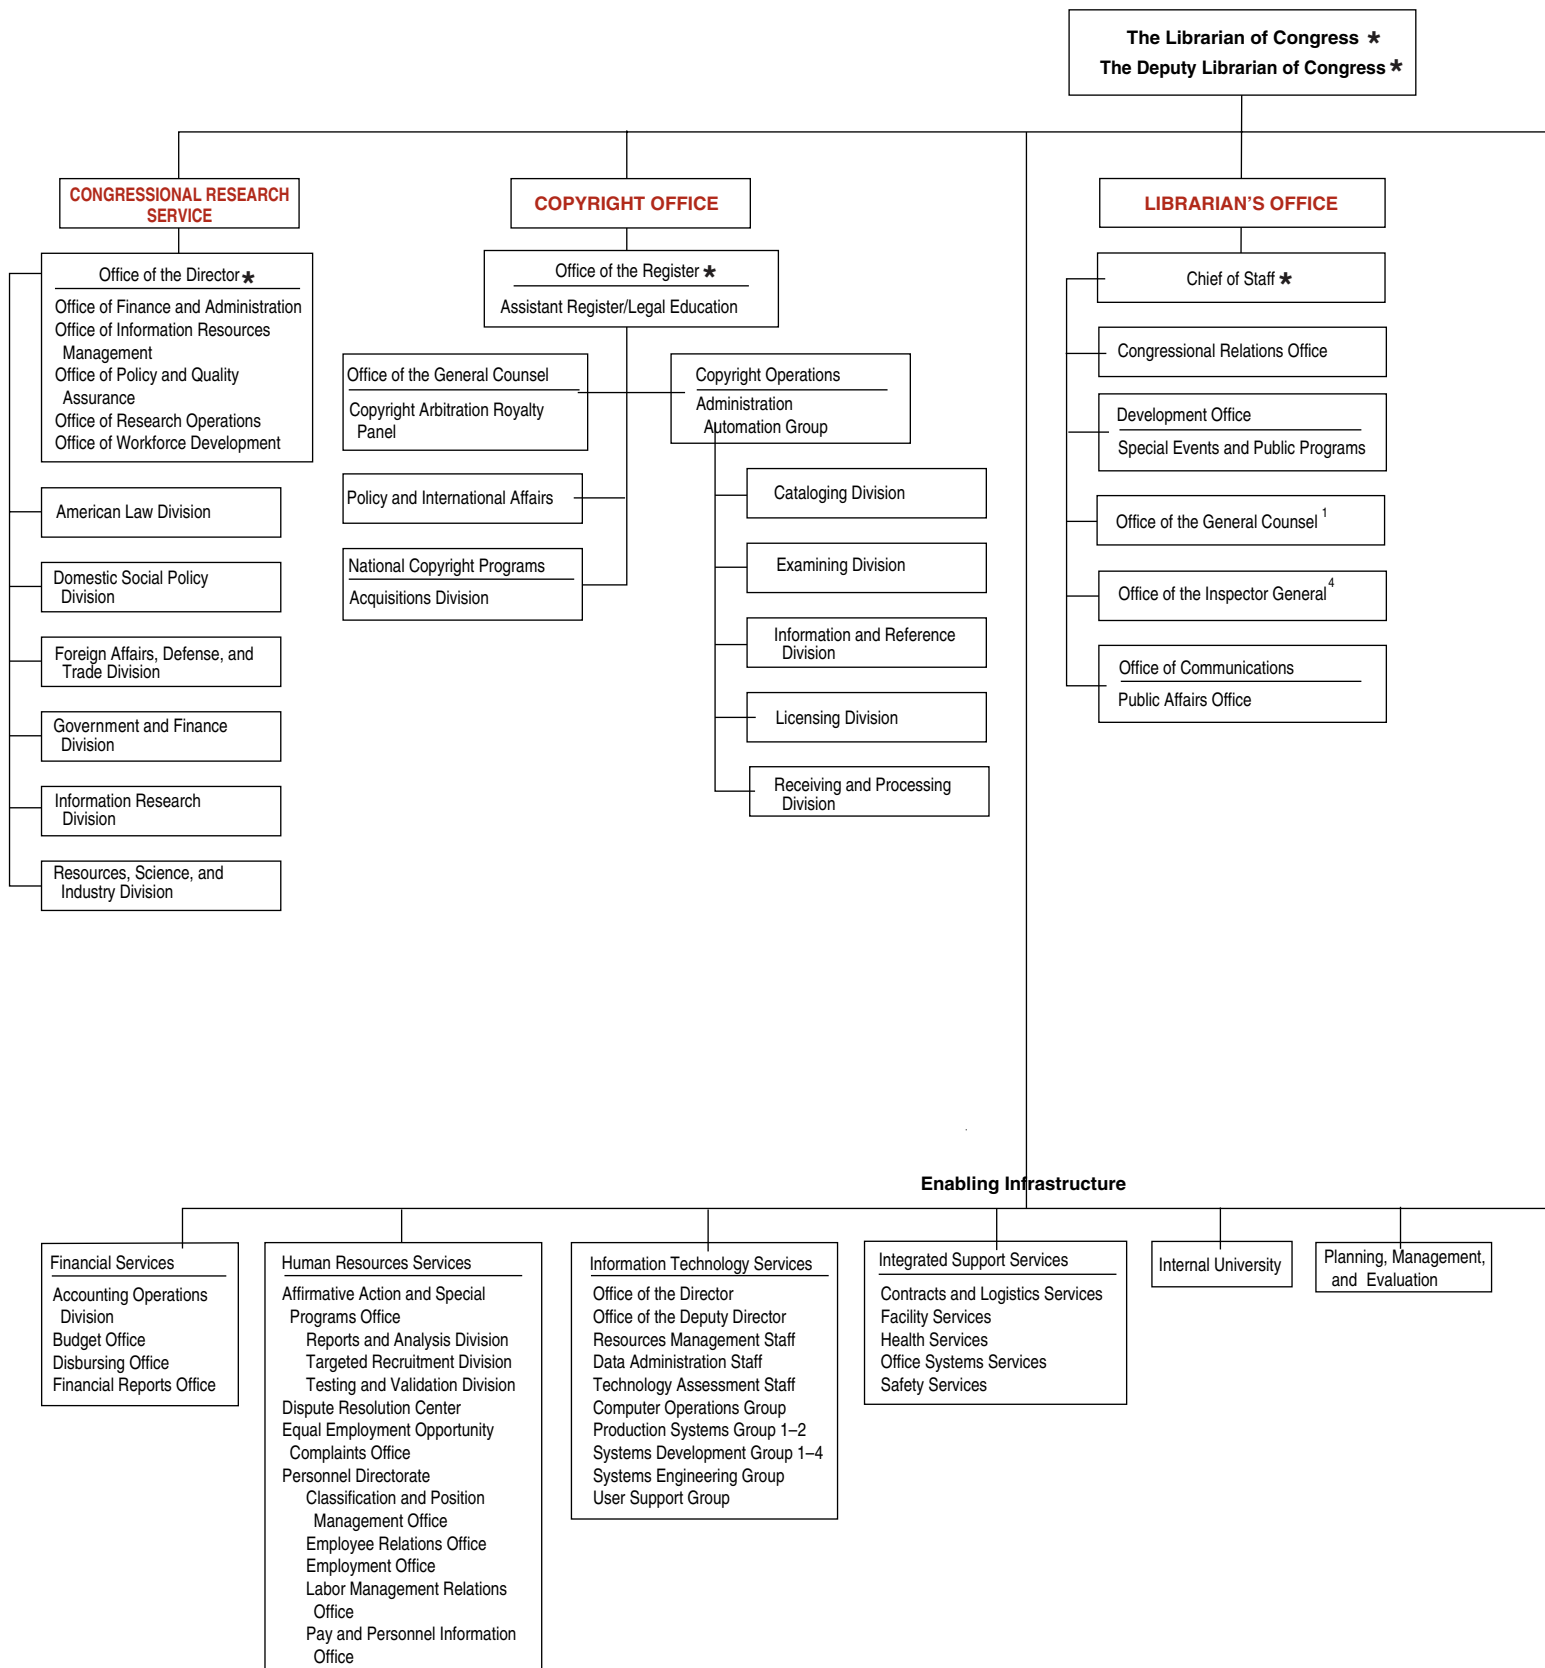 The Librarian of Congress *
The Deputy Librarian of Congress *
CONGRESSIONAL RESEARCH
SERVICE
Office of the Director *
Office of Finance and Administration
Office of Information Resources
Management
Office of Policy and Quality
Assurance
Office of Research Operations
Office of Workforce Development
American Law Division
Domestic Social Policy
Division
Foreign Affairs, Defense, and
Trade Division
Government and Finance
Division
Information Research
Division
Resources, Science, and
Industry Division
COPYRIGHT OFFICE
Office of the Register *
Assistant Register/Legal Education
Office of the General Counsel
Copyright Arbitration Royalty
Panel
Policy and International Affairs
National Copyright Programs
Acquisitions Division
Copyright Operations
Administration
Automation Group
Cataloging Division
Examining Division
Information and Reference
Division
Licensing Division
Receiving and Processing
Division
LIBRARIAN'S OFFICE
Chief of Staff *
Congressional Relations Office
Development Office
Special Events and Public Programs
Office of the General Counsel 1
Office of the Inspector General 4
Office of Communications
Public Affairs Office
Enabling Infrastructure
Financial Services
Accounting Operations
Division
Budget Office
Disbursing Office
Financial Reports Office
Human Resources Services
Affirmative Action and Special
Programs Office
Reports and Analysis Division
Targeted Recruitment Division
Testing and Validation Division
Dispute Resolution Center
Equal Employment Opportunity
Complaints Office
Personnel Directorate
Classification and Position
Management Office
Employee Relations Office
Employment Office
Labor Management Relations
Office
Pay and Personnel Information
Office
Information Technology Services
Office of the Director
Office of the Deputy Director
Resources Management Staff
Data Administration Staff
Technology Assessment Staff
Computer Operations Group
Production Systems Group 1–2
Systems Development Group 1–4
Systems Engineering Group
User Support Group
Integrated Support Services
Contracts and Logistics Services
Facility Services
Health Services
Office Systems Services
Safety Services
Internal University
Planning, Management,
and Evaluation